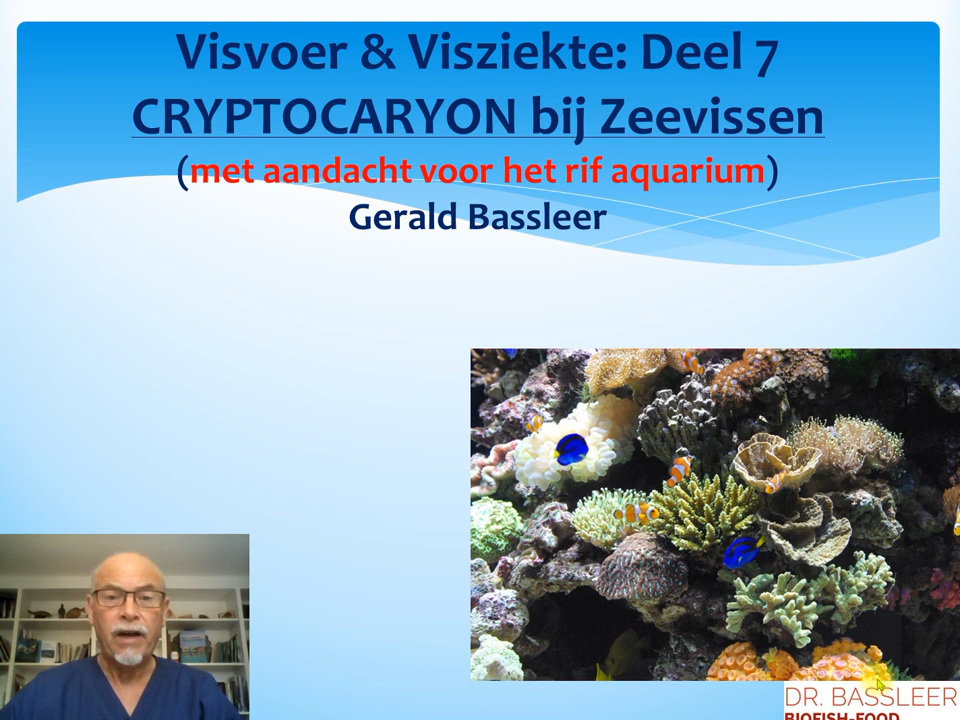 Visvoer & Visziekte: Deel 7
CRYPTOCARYON bij Zeevissen
(met aandacht voor het rif aquarium)
Gerald Bassleer
DR. BASSLEER
BIOFISH-FOOD